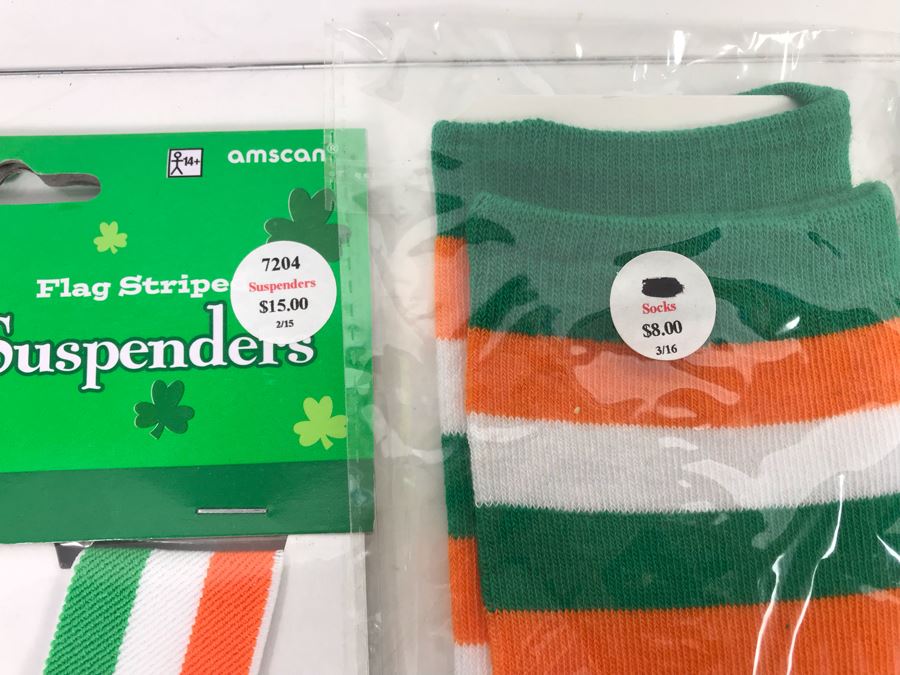 14+
amscan®
Flag Stripe
Suspenders
7204
Suspenders
$15.00
2/15
Socks
$8.00
3/16